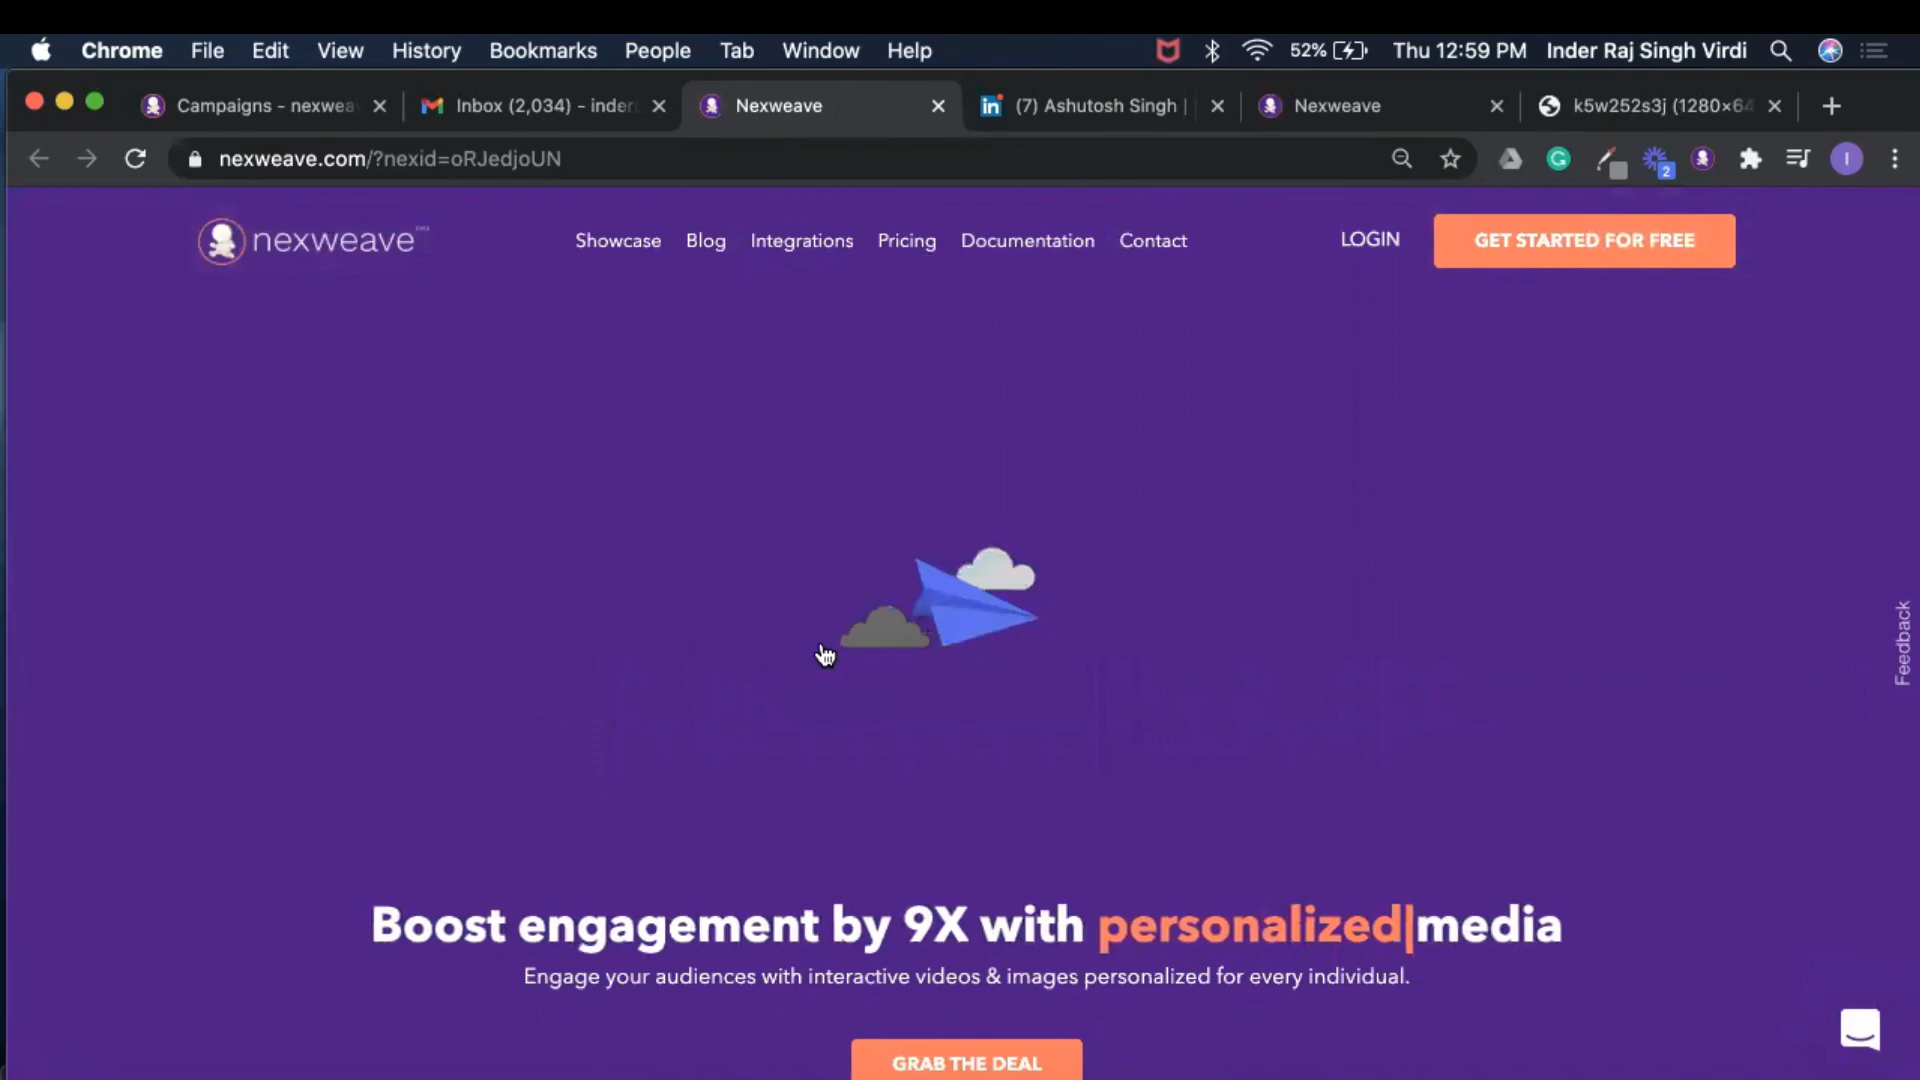 Chrome File Edit View History Bookmarks People Tab Window Help 52% Thu 12:59 PM Inder Raj Singh Virdi
Campaigns - nexwea Inbox (2,034) - inder Nexweave in (7) Ashutosh Singh | Nexweave k5w252s3j (1280×64
nexweave.com/?nexid=oRJedjoUN 2 I
nexweave Showcase Blog Integrations Pricing Documentation Contact LOGIN GET STARTED FOR FREE
Feedback
Boost engagement by 9X with personalized|media
Engage your audiences with interactive videos & images personalized for every individual.
GRAB THE DEAL